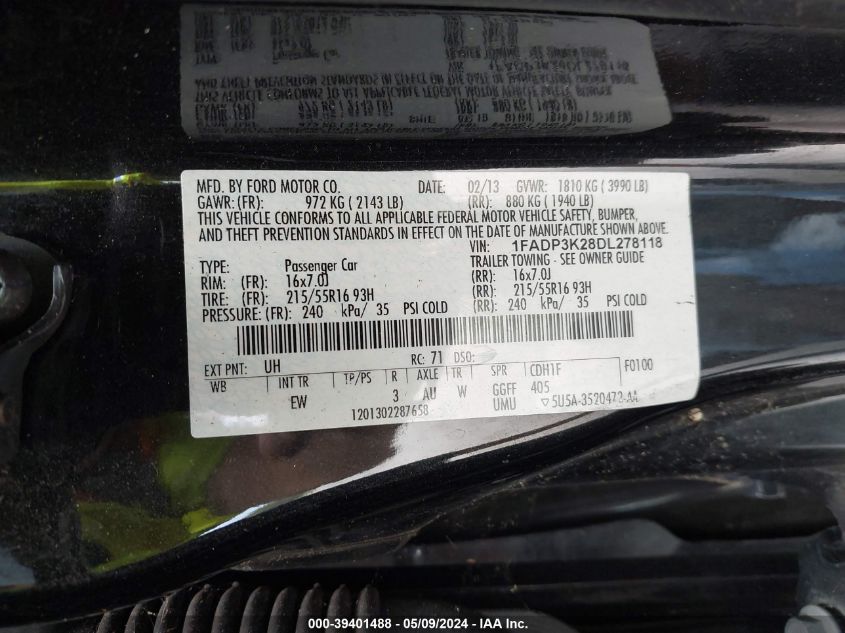 MFD. BY FORD MOTOR CO. DATE: 02/13 GVWR: 1810 KG ( 3990 LB)
GAWR: (FR): 972 KG ( 2143 LB) (RR): 880 KG ( 1940 LB)
THIS VEHICLE CONFORMS TO ALL APPLICABLE FEDERAL MOTOR VEHICLE SAFETY, BUMPER,
AND THEFT PREVENTION STANDARDS IN EFFECT ON THE DATE OF MANUFACTURE SHOWN ABOVE.
VIN: 1FADP3K28DL278118
TYPE: Passenger Car TRAILER TOWING - SEE OWNER GUIDE
RIM: (FR): 16x7.0J (RR): 16x7.0J
TIRE: (FR): 215/55R16 93H (RR): 215/55R16 93H
PRESSURE: (FR): 240 kPa/ 35 PSI COLD (RR): 240 kPa/ 35 PSI COLD
EXT PNT: UH RC: 71 DSO: F0100
WB INT TR TP/PS R AXLE TR SPR CDH1F
EW 3 AU W GGFF 405
1201302287658 UMU ▽5U5A-3520472-AA
000-39401488 - 05/09/2024 - IAAI.COM